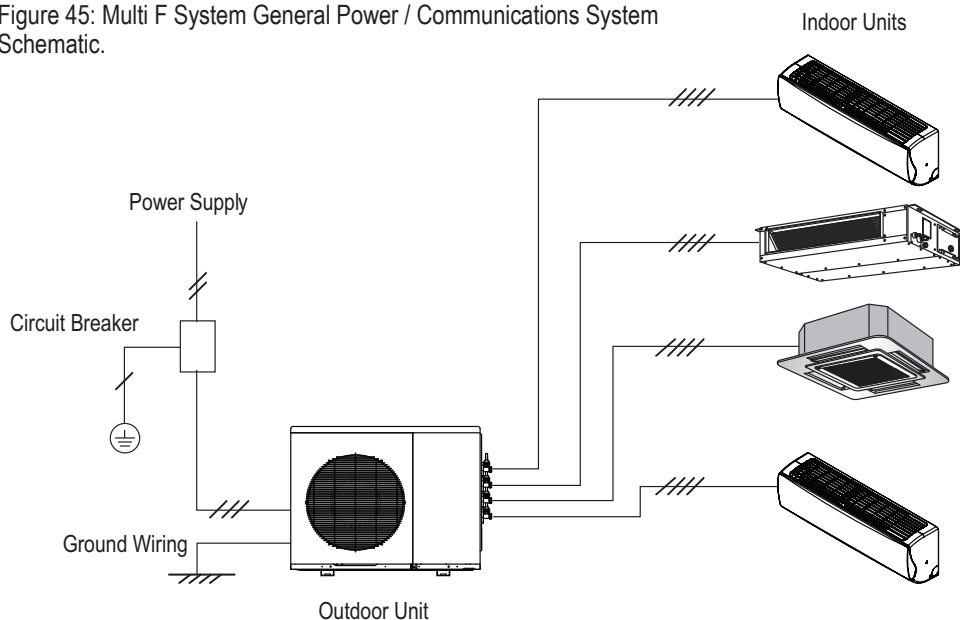 Figure 45: Multi F System General Power / Communications System
Schematic.
Indoor Units
Power Supply
Circuit Breaker
Ground Wiring
Outdoor Unit